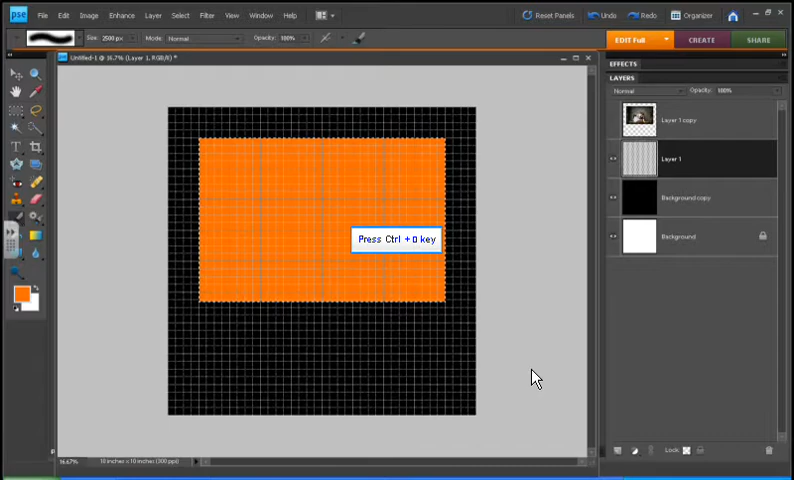 pse File Edit Image Enhance Layer Select Filter View Window Help Reset Panels Undo Redo Organizer
Size: 2500 px Mode: Normal Opacity: 100% EDIT Full CREATE SHARE
Untitled-1 @ 16.7% (Layer 1, RGB/8) *
EFFECTS
LAYERS
Normal Opacity: 100%
Layer 1 copy
Layer 1
Background copy
Press Ctrl + D key
Background
16.67% 10 inches x 10 inches (300 ppi) Lock: